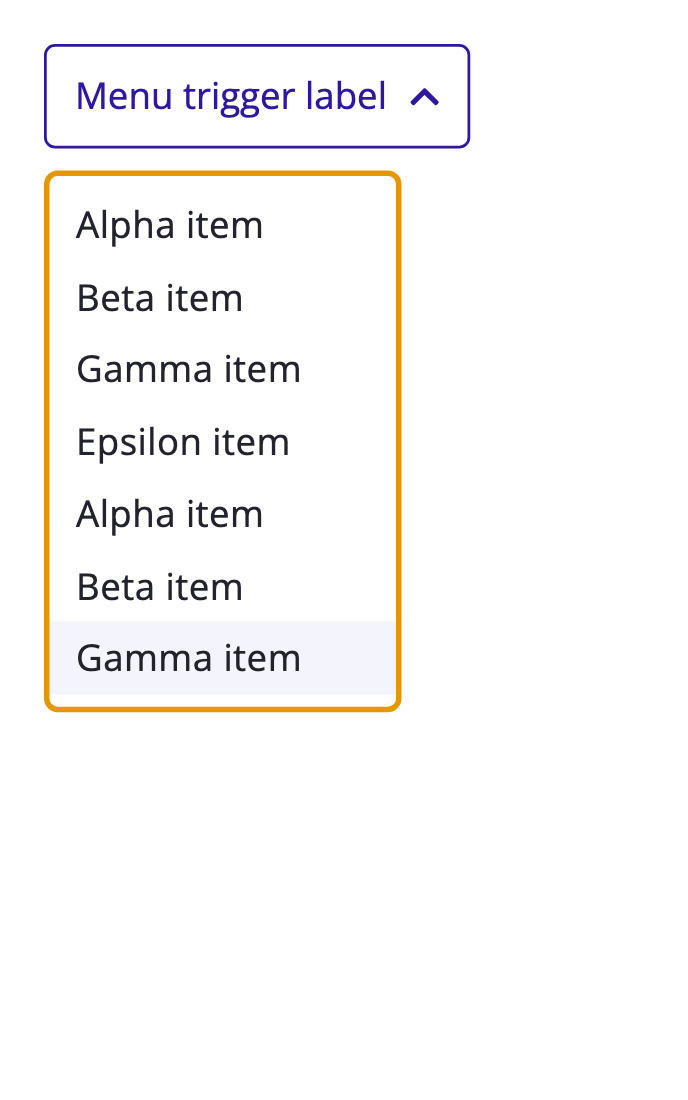 Menu trigger label
Alpha item
Beta item
Gamma item
Epsilon item
Alpha item
Beta item
Gamma item